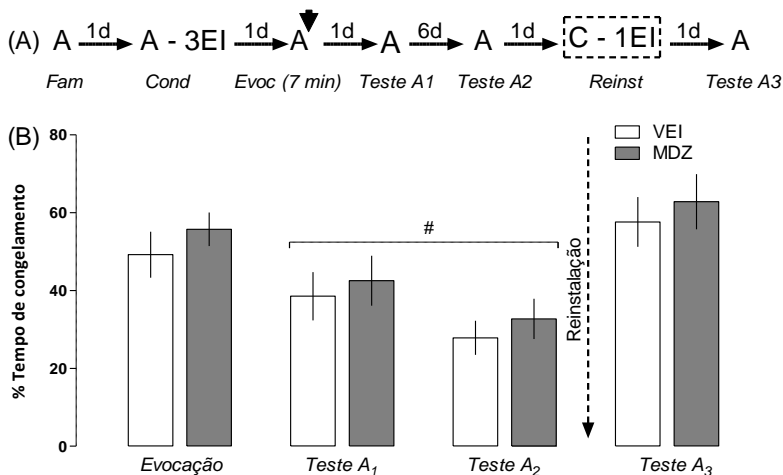 (A) A 1d A - 3EI 1d A 1d A 6d A 1d C - 1EI 1d A
Fam Cond Evoc (7 min) Teste A1 Teste A2 Reinst Teste A3
(B)
% Tempo de congelamento
80
60
40
20
0
VEI
MDZ
#
Reinstalação
Evocação Teste A1 Teste A2 Teste A3